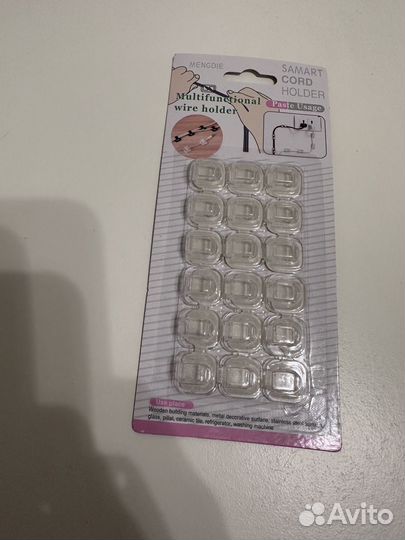 MENGDIE
SAMART
CORD
HOLDER
Multifunctional
wire holder
Paste Usage
Use place
Wooden building materials, metal decorative surface, stainless steel
glass, pillar, ceramic tile, refrigerator, washing machine
Avito